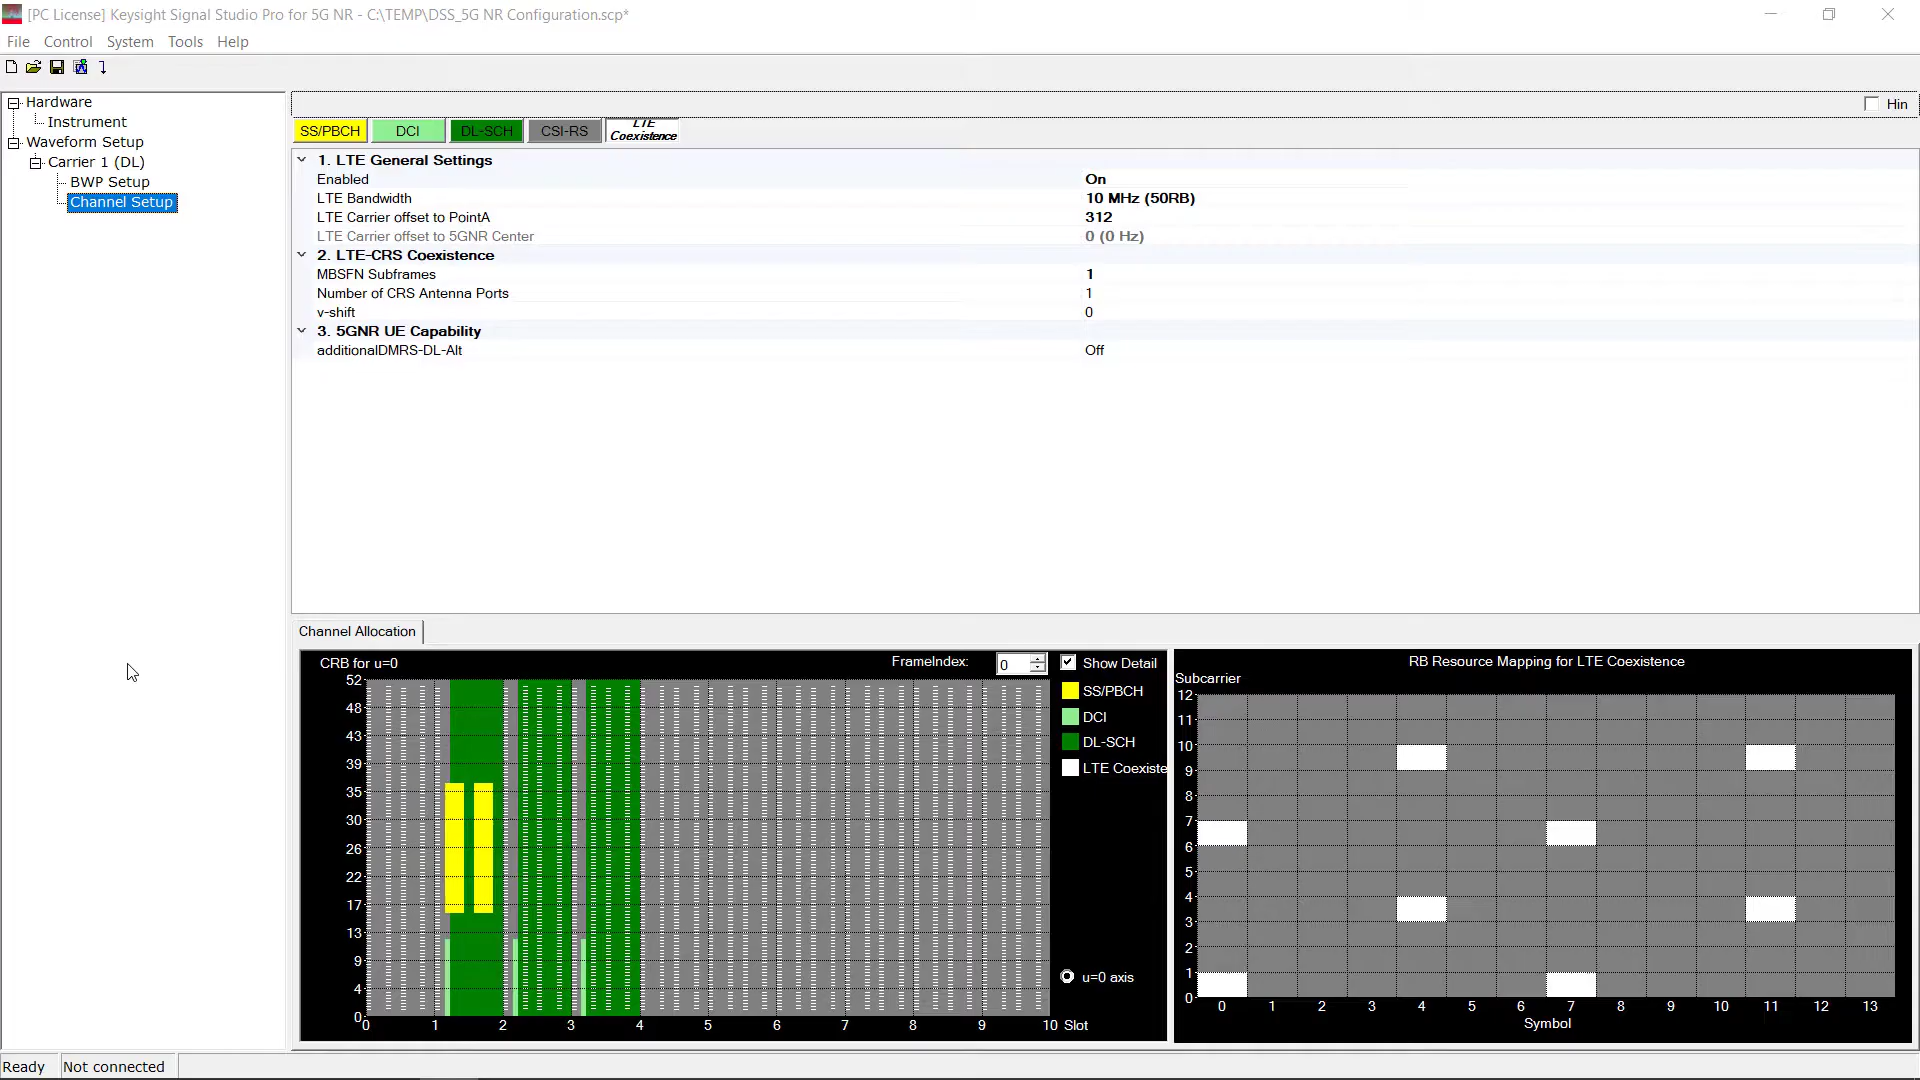 [PC License] Keysight Signal Studio Pro for 5G NR - C:\TEMP\DSS_5G NR Configuration.scp*
File Control System Tools Help
Hardware
Instrument
Waveform Setup
Carrier 1 (DL)
BWP Setup
Channel Setup
Hin
SS/PBCH DCI DL-SCH CSI-RS LTE Coexistence
1. LTE General Settings
Enabled On
LTE Bandwidth 10 MHz (50RB)
LTE Carrier offset to PointA 312
LTE Carrier offset to 5GNR Center 0 (0 Hz)
2. LTE-CRS Coexistence
MBSFN Subframes 1
Number of CRS Antenna Ports 1
v-shift 0
3. 5GNR UE Capability
additionalDMRS-DL-Alt Off
Channel Allocation
CRB for u=0 FrameIndex: 0 Show Detail
52
48
43
39
35
30
26
22
17
13
9
4
0
0 1 2 3 4 5 6 7 8 9 10 Slot
SS/PBCH
DCI
DL-SCH
LTE Coexiste
u=0 axis
RB Resource Mapping for LTE Coexistence
Subcarrier
12
11
10
9
8
7
6
5
4
3
2
1
0
0 1 2 3 4 5 6 7 8 9 10 11 12 13
Symbol
Ready Not connected